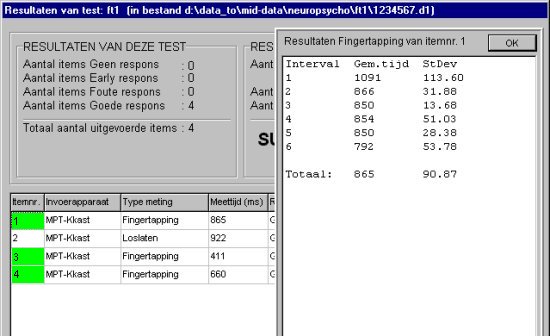 Resultaten van test: ft1 (in bestand d:\data_to\mid-data\neuropsycho\ft1\1234567.d1)
RESULTATEN VAN DEZE TEST
Aantal items Geen respons : 0
Aantal items Early respons : 0
Aantal items Foute respons : 0
Aantal items Goede respons : 4
Totaal aantal uitgevoerde items : 4
Resultaten Fingertapping van itemnr. 1
OK
Interval Gem.tijd StDev
1 1091 113.60
2 866 31.88
3 850 13.68
4 854 51.03
5 850 28.38
6 792 53.78
Totaal: 865 90.87
Itemnr. Invoerapparaat Type meting Meettijd (ms)
1 MPT-Kkast Fingertapping 865
2 MPT-Kkast Loslaten 922
3 MPT-Kkast Fingertapping 411
4 MPT-Kkast Fingertapping 660